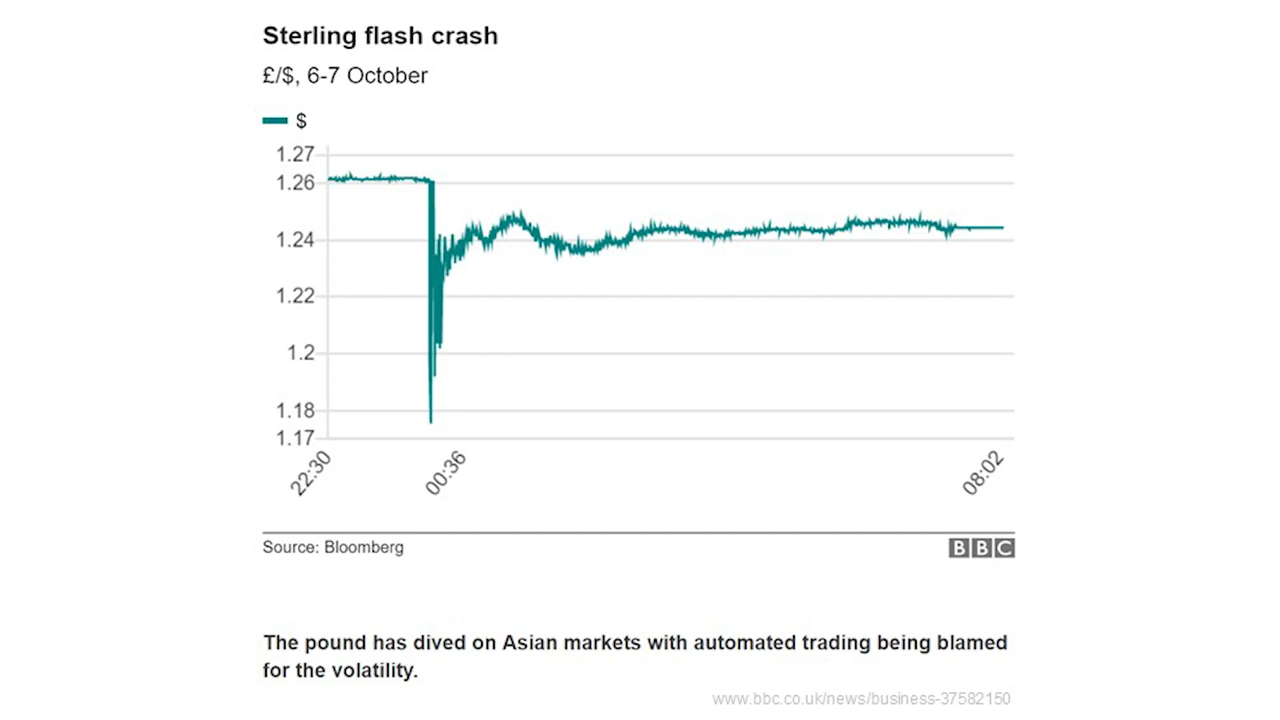 Sterling flash crash
£/$, 6-7 October
$
1.27
1.26
1.24
1.22
1.2
1.18
1.17
22:30
00:36
08:02
Source: Bloomberg
BBC
The pound has dived on Asian markets with automated trading being blamed
for the volatility.
www.bbc.co.uk/news/business-37582150